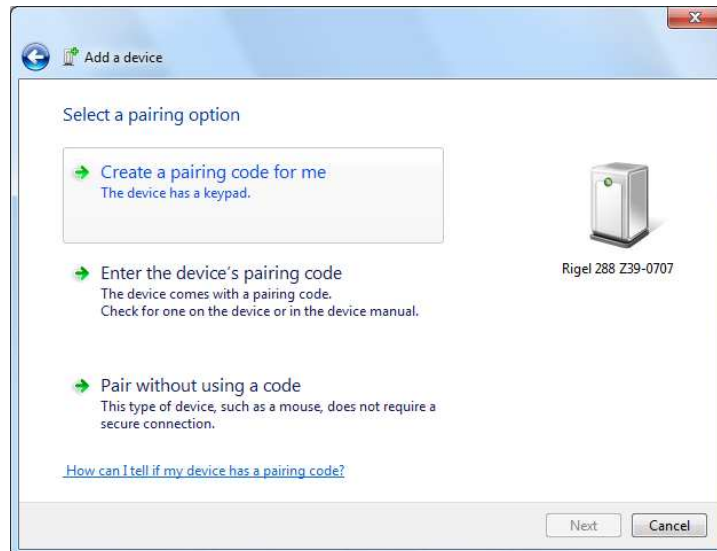 Add a device
Select a pairing option
Create a pairing code for me
The device has a keypad.
Rigel 288 Z39-0707
Enter the device's pairing code
The device comes with a pairing code.
Check for one on the device or in the device manual.
Pair without using a code
This type of device, such as a mouse, does not require a
secure connection.
How can I tell if my device has a pairing code?
Next
Cancel